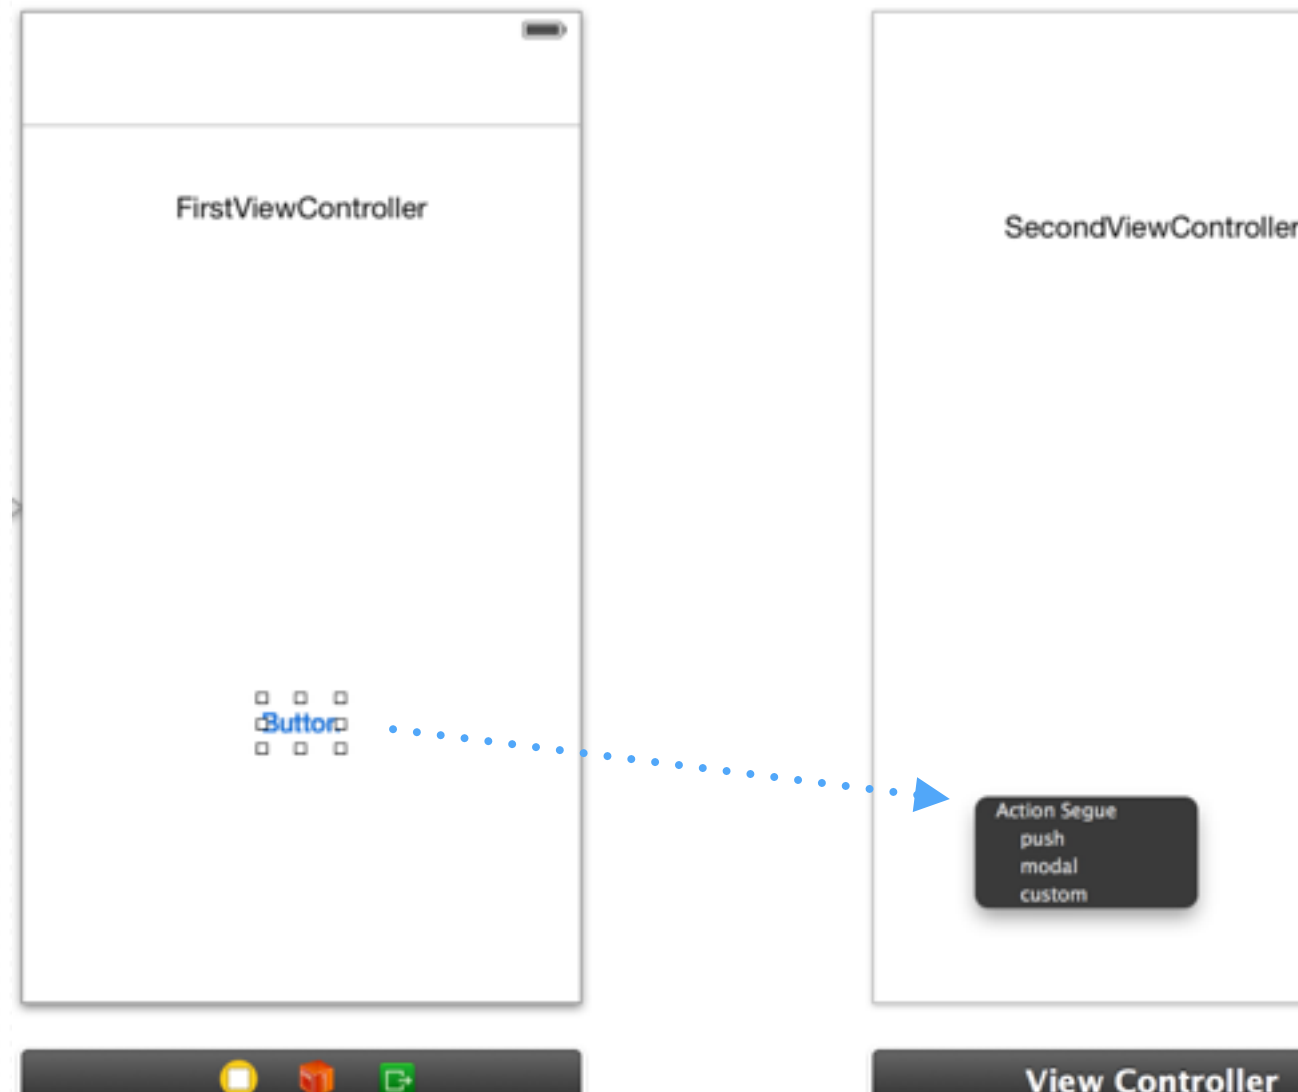 FirstViewController
SecondViewController
Button
Action Segue
push
modal
custom
View Controller